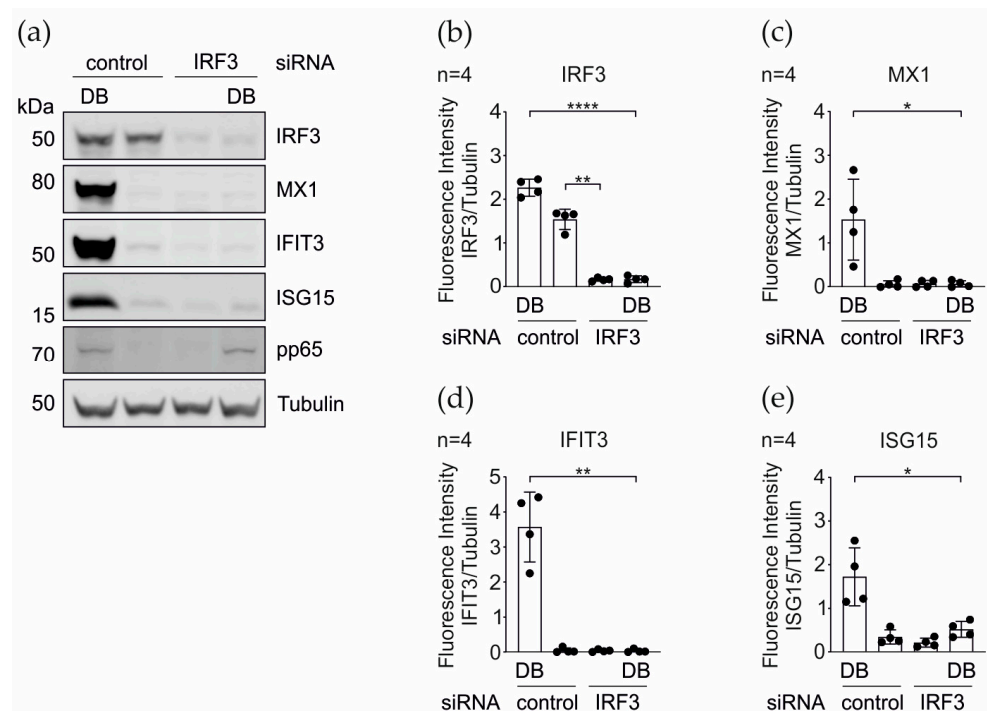 (a)
control IRF3 siRNA
DB DB
kDa
50 IRF3
80 MX1
50 IFIT3
15 ISG15
70 pp65
50 Tubulin
(b)
n=4 IRF3
Fluorescence Intensity
IRF3/Tubulin
4
3
2
1
0
****
**
DB DB
siRNA control IRF3
(c)
n=4 MX1
Fluorescence Intensity
MX1/Tubulin
4
3
2
1
0
*
DB DB
siRNA control IRF3
(d)
n=4 IFIT3
Fluorescence Intensity
IFIT3/Tubulin
5
4
3
2
1
0
**
DB DB
siRNA control IRF3
(e)
n=4 ISG15
Fluorescence Intensity
ISG15/Tubulin
4
3
2
1
0
*
DB DB
siRNA control IRF3